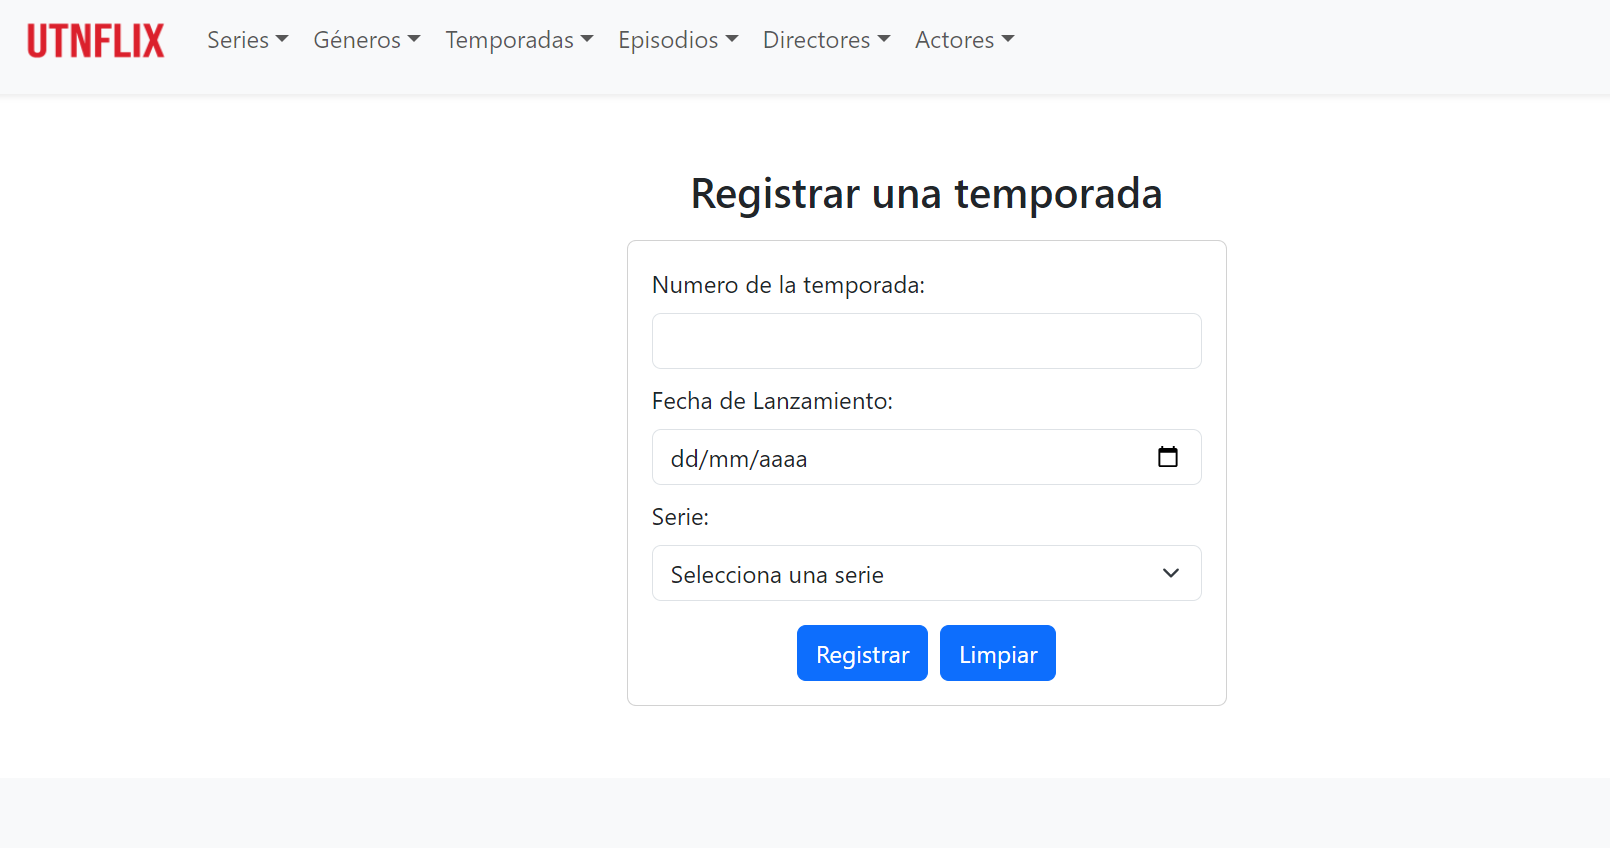 UTNFLIX Series Géneros Temporadas Episodios Directores Actores
Registrar una temporada
Numero de la temporada:
Fecha de Lanzamiento:
dd/mm/aaaa
Serie:
Selecciona una serie
Registrar Limpiar